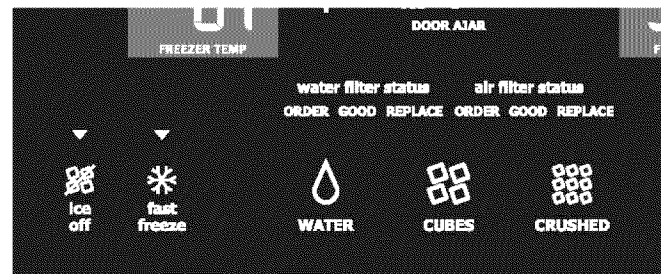 DOOR AJAR
FREEZER TEMP
water filter status air filter status
ORDER GOOD REPLACE ORDER GOOD REPLACE
ice off
fast freeze
WATER CUBES CRUSHED